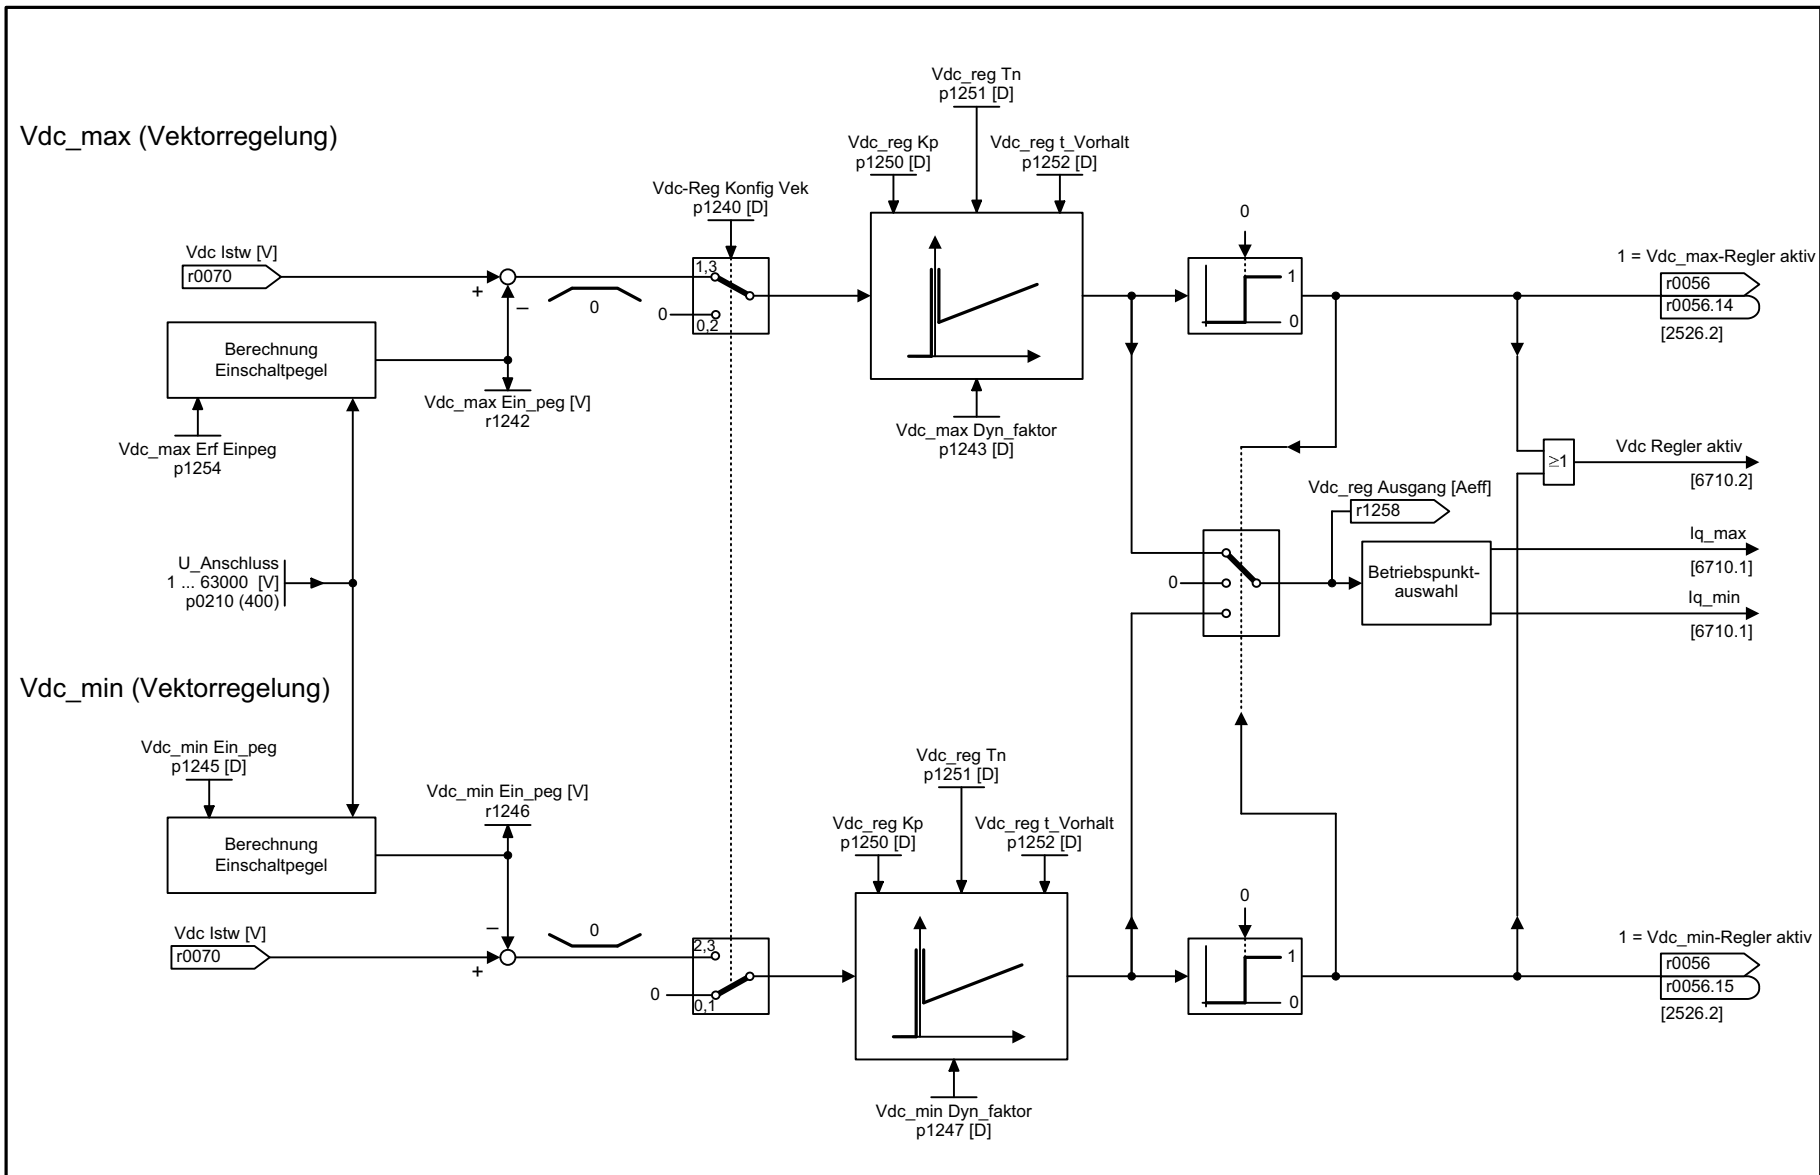 Vdc_max (Vektorregelung)
Vdc_reg Tn
p1251 [D]
Vdc_reg Kp
p1250 [D]
Vdc_reg t_Vorhalt
p1252 [D]
Vdc-Reg Konfig Vek
p1240 [D]
Vdc Istw [V]
r0070
+
–
0
1,3
0
0,2
0
1
0
1 = Vdc_max-Regler aktiv
r0056
r0056.14
[2526.2]
Berechnung
Einschaltpegel
Vdc_max Ein_peg [V]
r1242
Vdc_max Erf Einpeg
p1254
Vdc_max Dyn_faktor
p1243 [D]
≥1
Vdc Regler aktiv
[6710.2]
Vdc_reg Ausgang [Aeff]
r1258
U_Anschluss
1 ... 63000 [V]
p0210 (400)
0
Betriebspunkt-
auswahl
Iq_max
[6710.1]
Iq_min
[6710.1]
Vdc_min (Vektorregelung)
Vdc_min Ein_peg
p1245 [D]
Vdc_min Ein_peg [V]
r1246
Vdc_reg Tn
p1251 [D]
Vdc_reg Kp
p1250 [D]
Vdc_reg t_Vorhalt
p1252 [D]
Berechnung
Einschaltpegel
Vdc Istw [V]
r0070
–
+
0
2,3
0
0,1
0
1
0
1 = Vdc_min-Regler aktiv
r0056
r0056.15
[2526.2]
Vdc_min Dyn_faktor
p1247 [D]